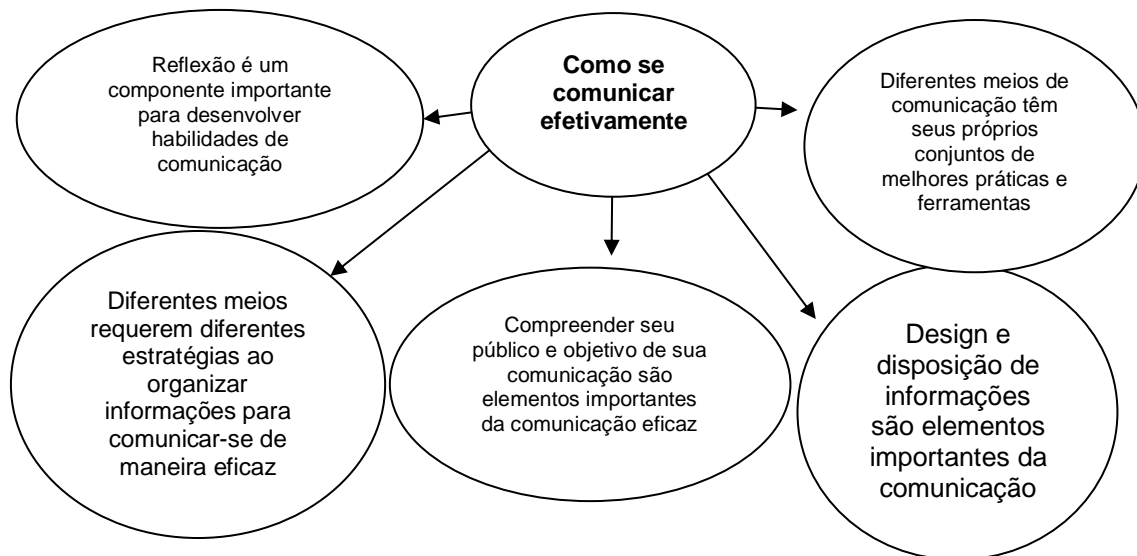 Como se
comunicar
efetivamente
Reflexão é um
componente importante
para desenvolver
habilidades de
comunicação
Diferentes meios de
comunicação têm
seus próprios
conjuntos de
melhores práticas e
ferramentas
Diferentes meios
requerem diferentes
estratégias ao
organizar
informações para
comunicar-se de
maneira eficaz
Compreender seu
público e objetivo de sua
comunicação são
elementos importantes
da comunicação eficaz
Design e
disposição de
informações
são elementos
importantes da
comunicação